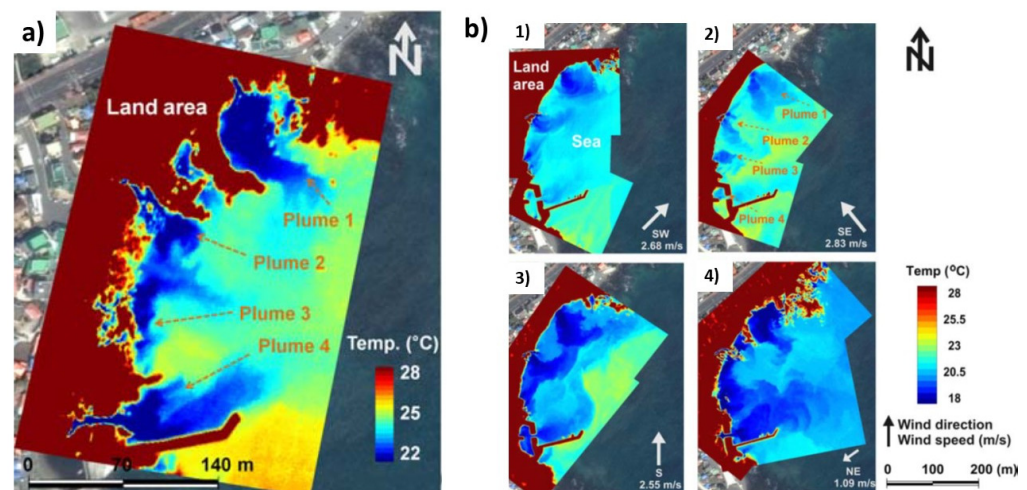 a)
N
Land area
Plume 1
Plume 2
Plume 3
Plume 4
Temp. (°C)
28
25
22
0 70 140 m
b)
N
1)
Land
area
Sea
SW
2.68 m/s
2)
Plume 1
Plume 2
Plume 3
Plume 4
SE
2.83 m/s
3)
S
2.55 m/s
4)
NE
1.09 m/s
Temp (°C)
28
25.5
23
20.5
18
Wind direction
Wind speed (m/s)
0 100 200 (m)